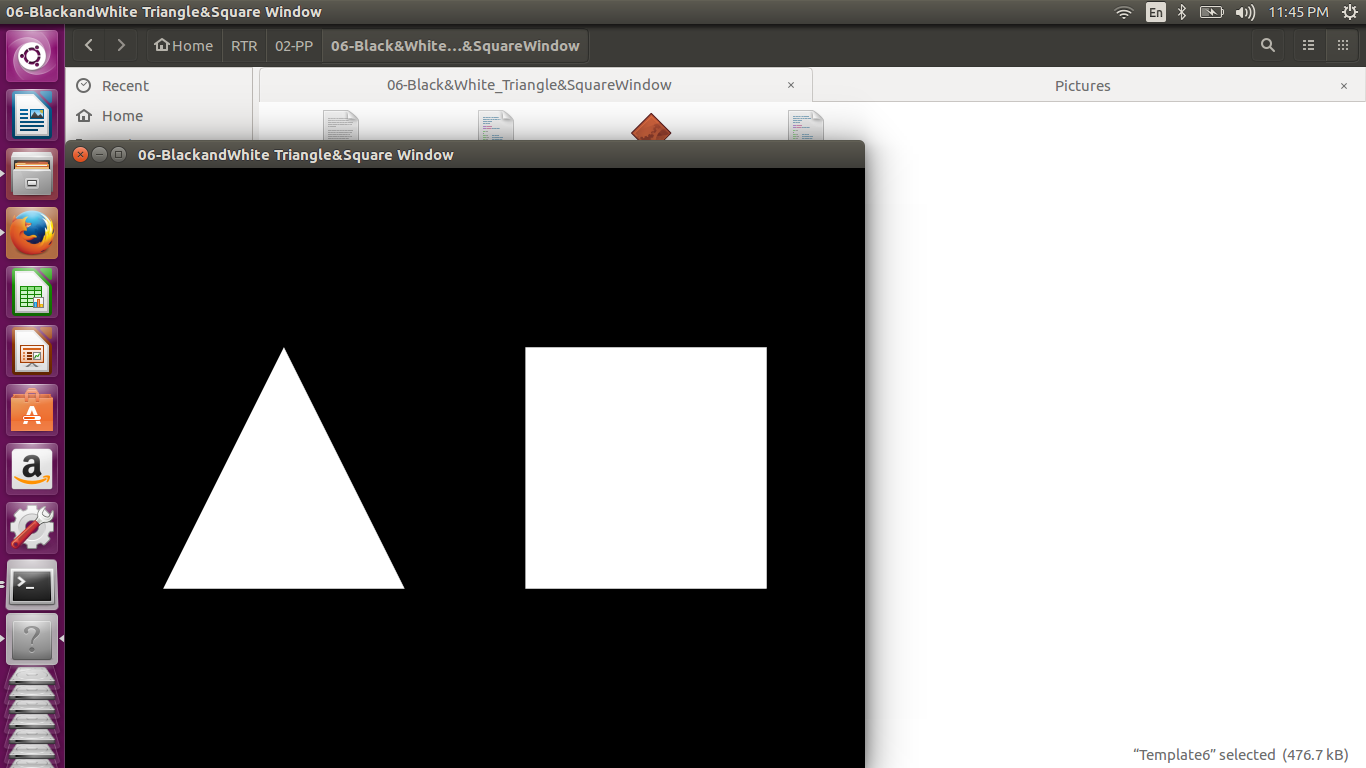 06-BlackandWhite Triangle&Square Window
En
11:45 PM
Home
RTR
02-PP
06-Black&White...&SquareWindow
Recent
Home
06-Black&White_Triangle&SquareWindow ×
Pictures ×
06-BlackandWhite Triangle&Square Window
“Template6” selected (476.7 kB)